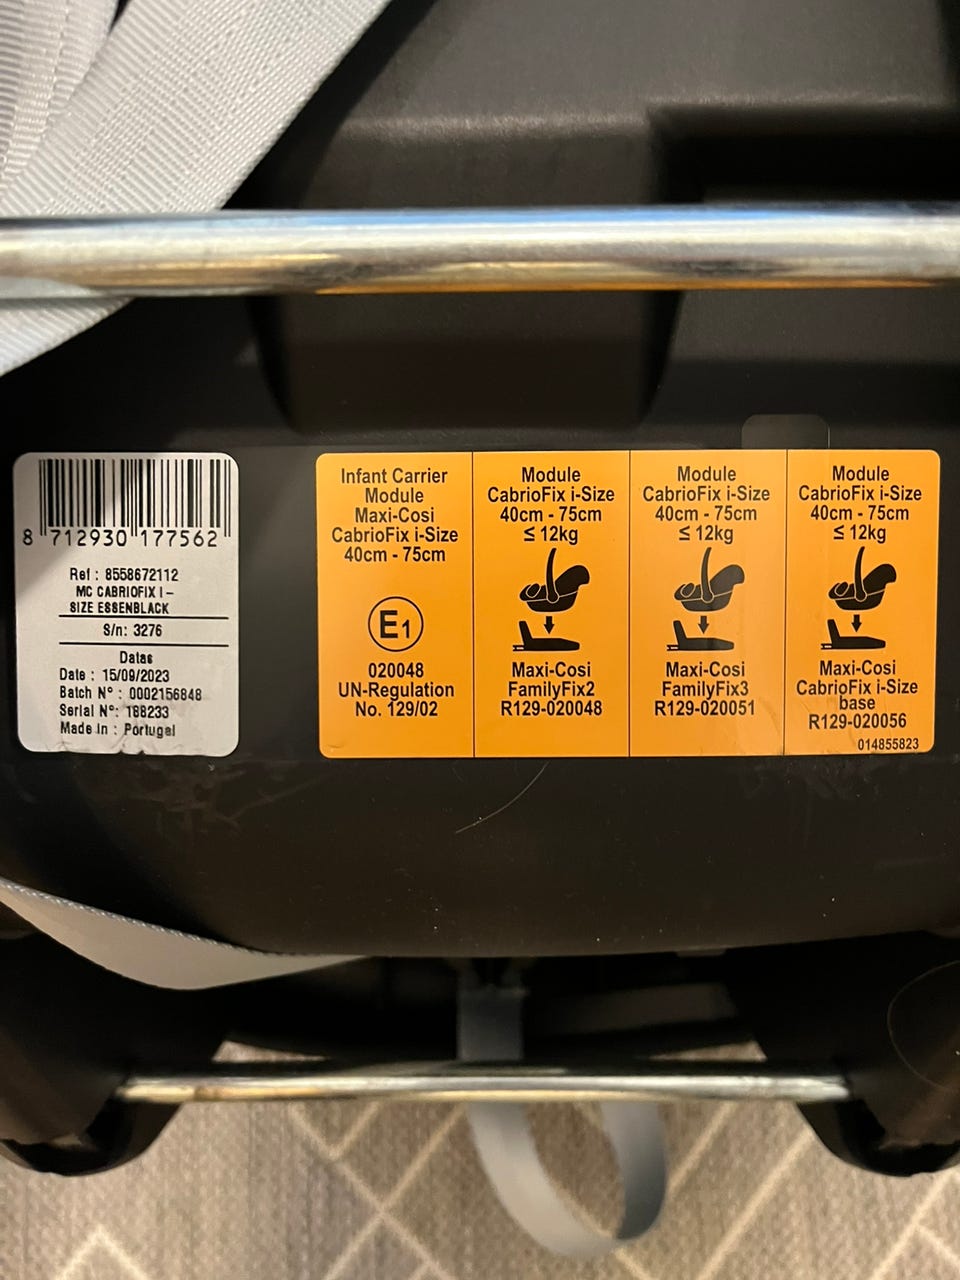 8 712930 177562
Ref : 8558672112
MC CABRIOFIX I -
SIZE ESSENBLACK
S/n: 3276
Datas
Date : 15/09/2023
Batch N° : 0002156848
Serial N°: 188233
Made in : Portugal
Infant Carrier
Module
Maxi-Cosi
CabrioFix i-Size
40cm - 75cm
E1
020048
UN-Regulation
No. 129/02
Module
CabrioFix i-Size
40cm - 75cm
≤ 12kg
Maxi-Cosi
FamilyFix2
R129-020048
Module
CabrioFix i-Size
40cm - 75cm
≤ 12kg
Maxi-Cosi
FamilyFix3
R129-020051
Module
CabrioFix i-Size
40cm - 75cm
≤ 12kg
Maxi-Cosi
CabrioFix i-Size
base
R129-020056
014855823